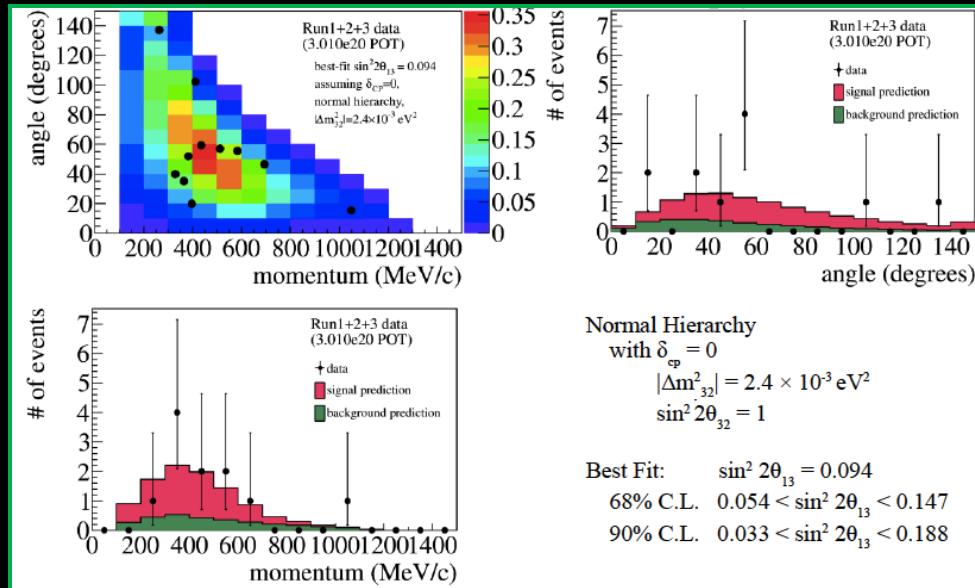 angle (degrees)
140
120
100
80
60
40
20
0
Run1+2+3 data
(3.010e20 POT)
best-fit sin²2θ₁₃ = 0.094
assuming δCP=0,
normal hierarchy,
|Δm²₃₂|=2.4×10⁻³ eV²
0 200 400 600 800 1000 1200 1400
momentum (MeV/c)
0.35
0.3
0.25
0.2
0.15
0.1
0.05
0
# of events
7
6
5
4
3
2
1
0
Run1+2+3 data
(3.010e20 POT)
data
signal prediction
background prediction
0 20 40 60 80 100 120 140
angle (degrees)
# of events
7
6
5
4
3
2
1
0
Run1+2+3 data
(3.010e20 POT)
data
signal prediction
background prediction
0 200 400 600 800 1000 1200 1400
momentum (MeV/c)
Normal Hierarchy
with δcp = 0
|Δm²₃₂| = 2.4 × 10⁻³ eV²
sin² 2θ₃₂ = 1
Best Fit: sin² 2θ₁₃ = 0.094
68% C.L. 0.054 < sin² 2θ₁₃ < 0.147
90% C.L. 0.033 < sin² 2θ₁₃ < 0.188